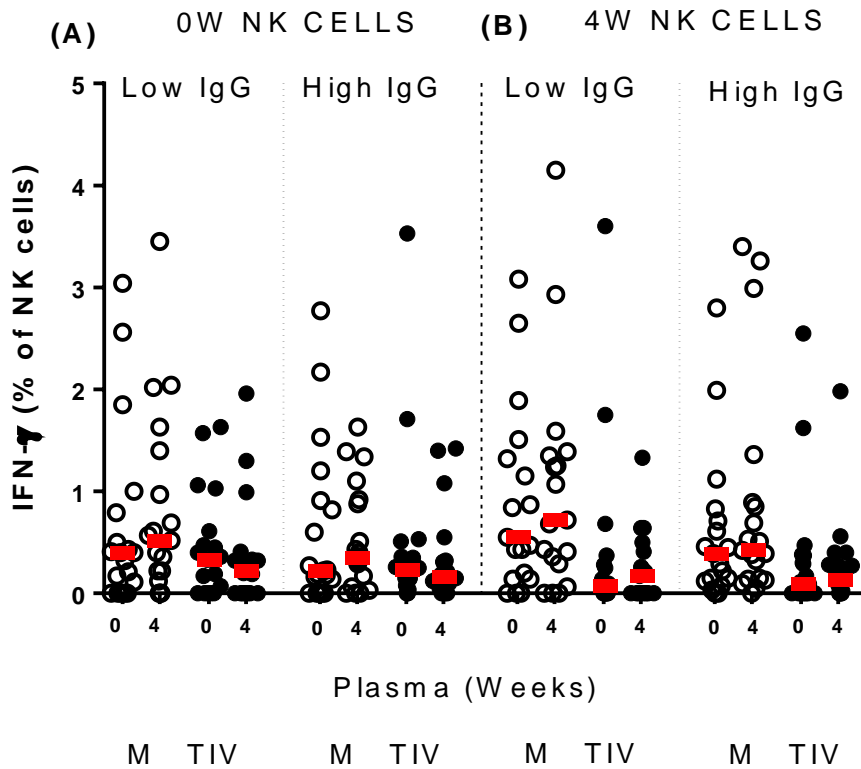 (A) 0W NK CELLS (B) 4W NK CELLS
Low IgG High IgG Low IgG High IgG
IFN-γ (% of NK cells)
5
4
3
2
1
0
0 4 0 4 0 4 0 4 0 4 0 4 0 4 0 4
Plasma (Weeks)
M TIV M TIV M TIV M TIV